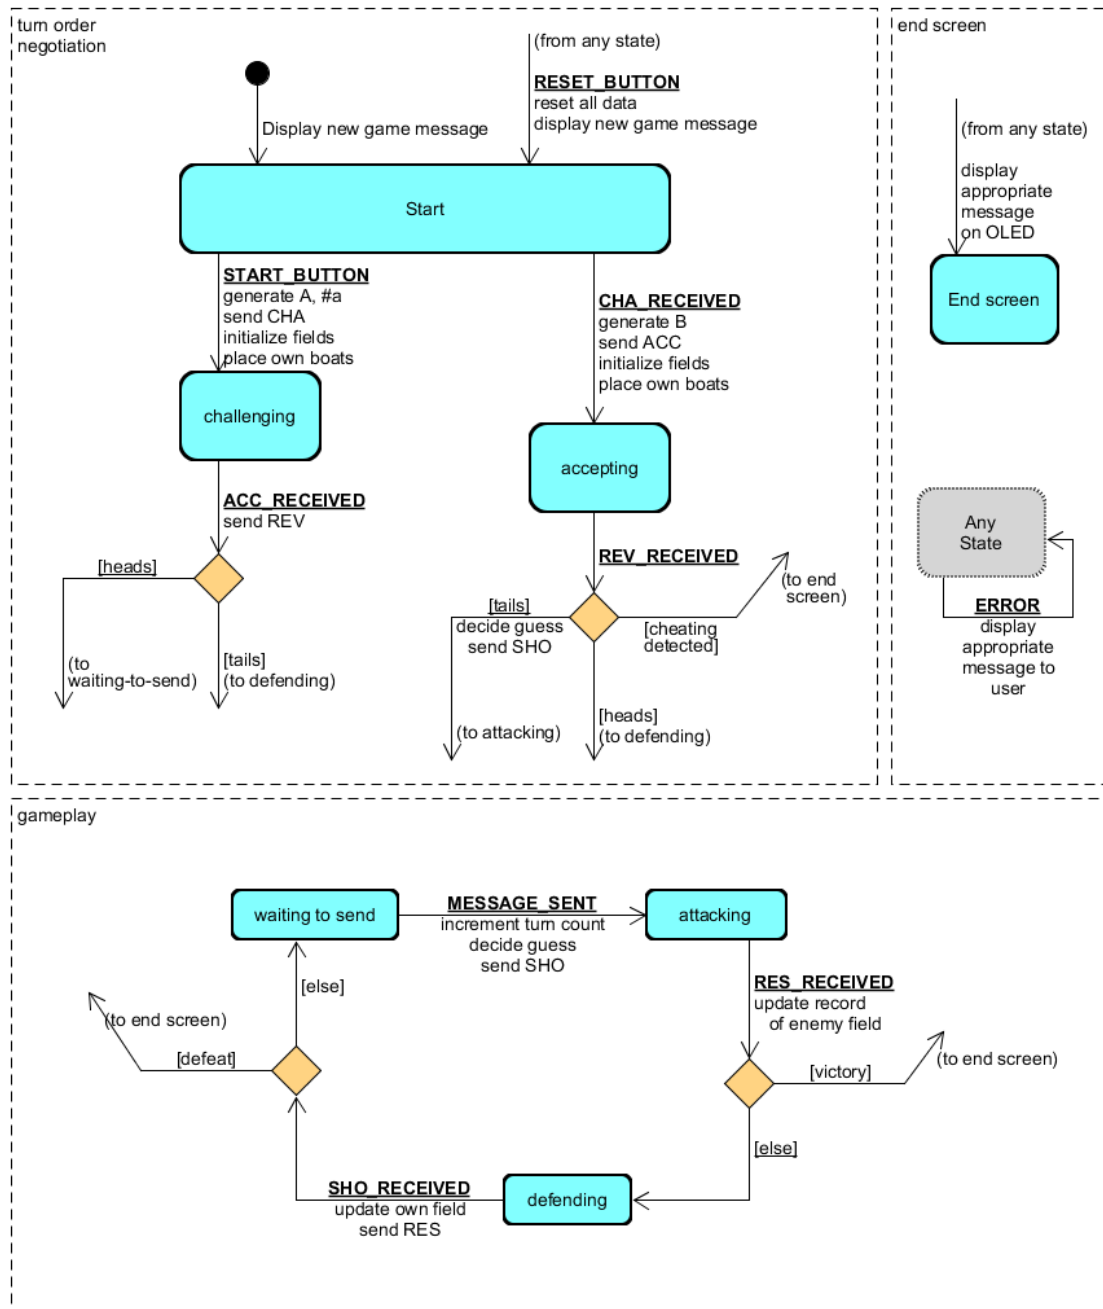 turn order
negotiation
(from any state)
RESET_BUTTON
reset all data
display new game message
Display new game message
Start
START_BUTTON
generate A, #a
send CHA
initialize fields
place own boats
CHA_RECEIVED
generate B
send ACC
initialize fields
place own boats
challenging
accepting
ACC_RECEIVED
send REV
[heads]
(to
waiting-to-send)
[tails]
(to defending)
REV_RECEIVED
[tails]
decide guess
send SHO
[cheating
detected]
(to end
screen)
(to attacking)
[heads]
(to defending)
end screen
(from any state)
display
appropriate
message
on OLED
End screen
Any
State
ERROR
display
appropriate
message to
user
gameplay
waiting to send
MESSAGE_SENT
increment turn count
decide guess
send SHO
attacking
[else]
(to end screen)
[defeat]
RES_RECEIVED
update record
of enemy field
[victory]
(to end screen)
[else]
SHO_RECEIVED
update own field
send RES
defending